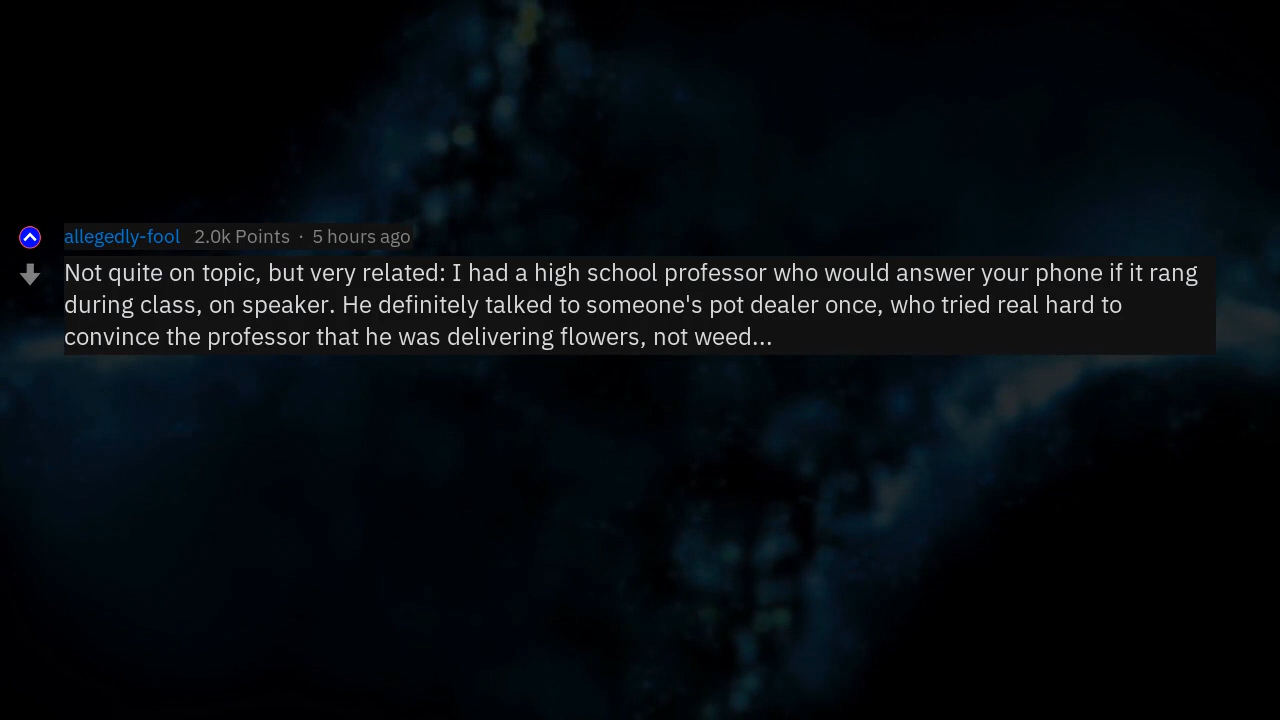 allegedly-fool 2.0k Points · 5 hours ago
Not quite on topic, but very related: I had a high school professor who would answer your phone if it rang
during class, on speaker. He definitely talked to someone's pot dealer once, who tried real hard to
convince the professor that he was delivering flowers, not weed...